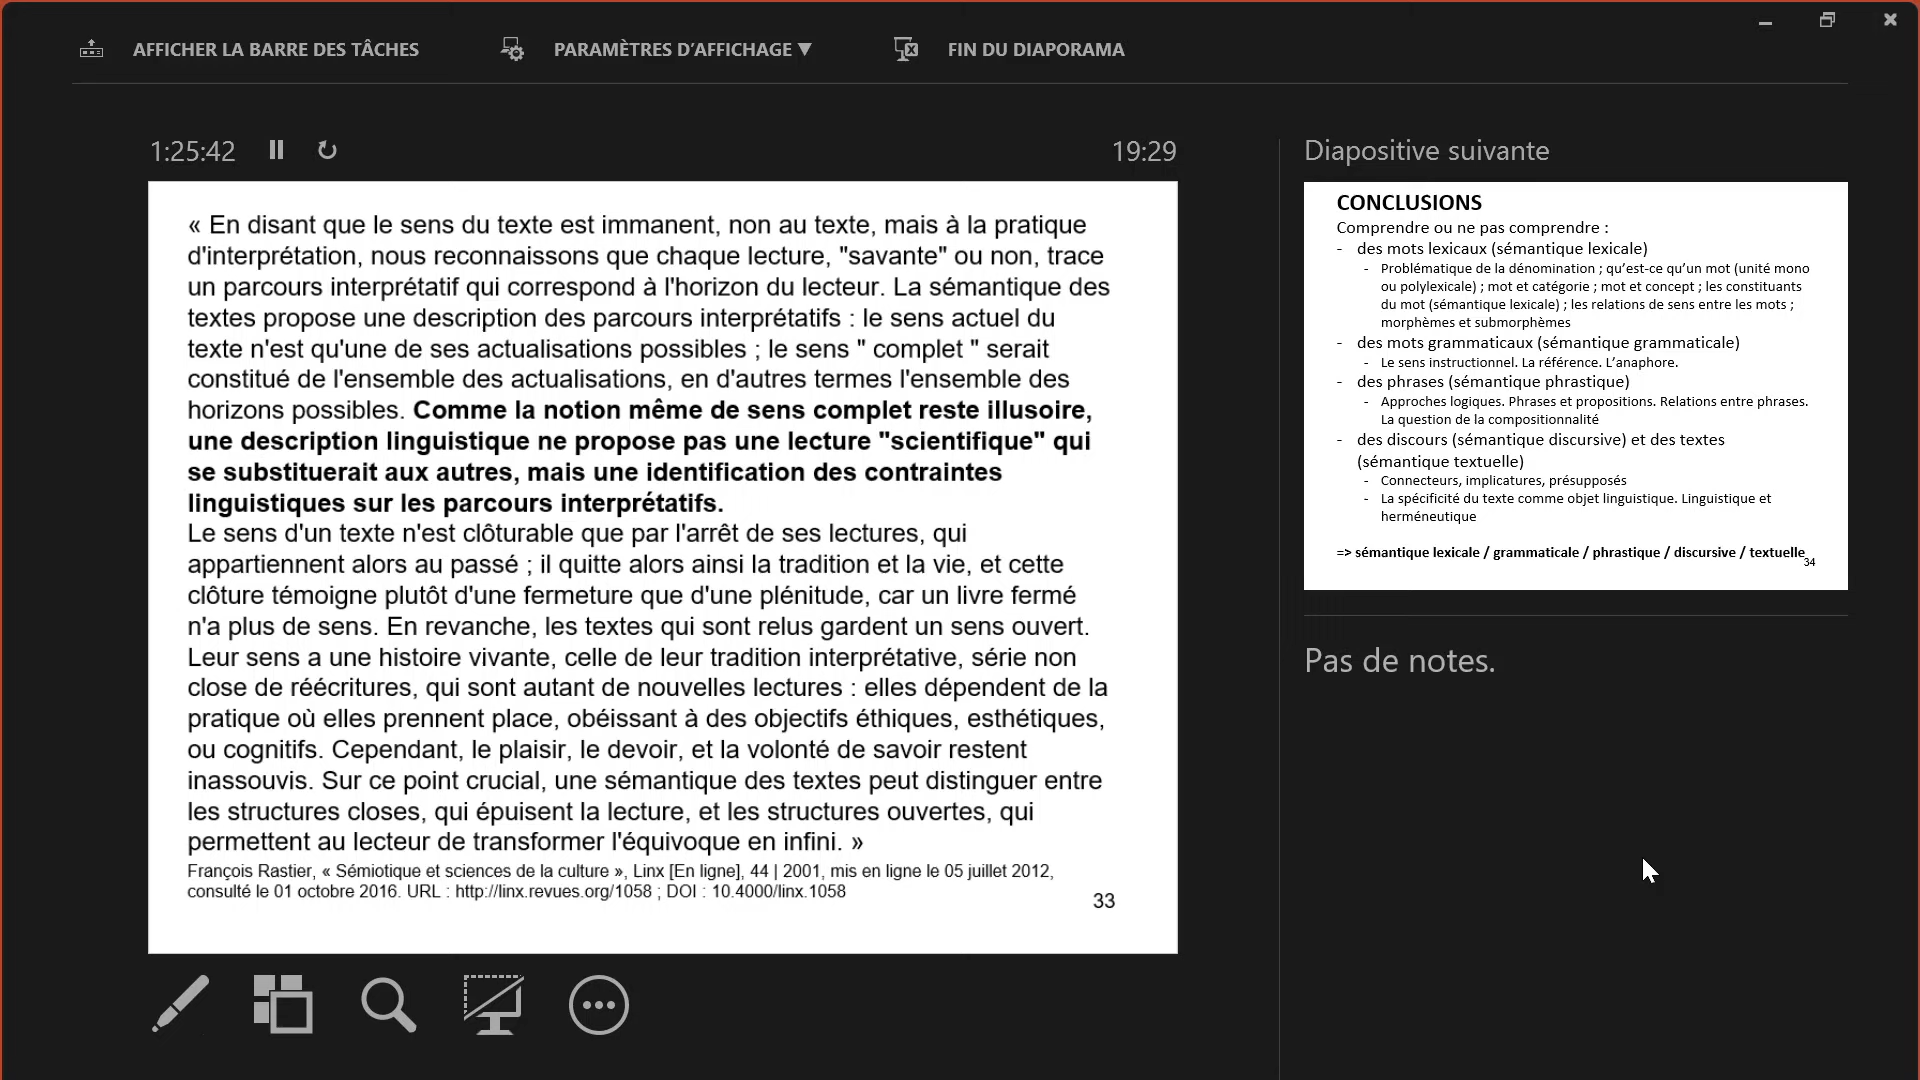 AFFICHER LA BARRE DES TÂCHES
PARAMÈTRES D'AFFICHAGE ▼
FIN DU DIAPORAMA
1:25:42
19:29
« En disant que le sens du texte est immanent, non au texte, mais à la pratique
d'interprétation, nous reconnaissons que chaque lecture, "savante" ou non, trace
un parcours interprétatif qui correspond à l'horizon du lecteur. La sémantique des
textes propose une description des parcours interprétatifs : le sens actuel du
texte n'est qu'une de ses actualisations possibles ; le sens " complet " serait
constitué de l'ensemble des actualisations, en d'autres termes l'ensemble des
horizons possibles. Comme la notion même de sens complet reste illusoire,
une description linguistique ne propose pas une lecture "scientifique" qui
se substituerait aux autres, mais une identification des contraintes
linguistiques sur les parcours interprétatifs.
Le sens d'un texte n'est clôturable que par l'arrêt de ses lectures, qui
appartiennent alors au passé ; il quitte alors ainsi la tradition et la vie, et cette
clôture témoigne plutôt d'une fermeture que d'une plénitude, car un livre fermé
n'a plus de sens. En revanche, les textes qui sont relus gardent un sens ouvert.
Leur sens a une histoire vivante, celle de leur tradition interprétative, série non
close de réécritures, qui sont autant de nouvelles lectures : elles dépendent de la
pratique où elles prennent place, obéissant à des objectifs éthiques, esthétiques,
ou cognitifs. Cependant, le plaisir, le devoir, et la volonté de savoir restent
inassouvis. Sur ce point crucial, une sémantique des textes peut distinguer entre
les structures closes, qui épuisent la lecture, et les structures ouvertes, qui
permettent au lecteur de transformer l'équivoque en infini. »
François Rastier, « Sémiotique et sciences de la culture », Linx [En ligne], 44 | 2001, mis en ligne le 05 juillet 2012,
consulté le 01 octobre 2016. URL : http://linx.revues.org/1058 ; DOI : 10.4000/linx.1058
33
Diapositive suivante
CONCLUSIONS
Comprendre ou ne pas comprendre :
- des mots lexicaux (sémantique lexicale)
- Problématique de la dénomination ; qu'est-ce qu'un mot (unité mono
ou polylexicale) ; mot et catégorie ; mot et concept ; les constituants
du mot (sémantique lexicale) ; les relations de sens entre les mots ;
morphèmes et submorphèmes
- des mots grammaticaux (sémantique grammaticale)
- Le sens instructionnel. La référence. L'anaphore.
- des phrases (sémantique phrastique)
- Approches logiques. Phrases et propositions. Relations entre phrases.
La question de la compositionnalité
- des discours (sémantique discursive) et des textes
(sémantique textuelle)
- Connecteurs, implicatures, présupposés
- La spécificité du texte comme objet linguistique. Linguistique et
herméneutique
=> sémantique lexicale / grammaticale / phrastique / discursive / textuelle
34
Pas de notes.